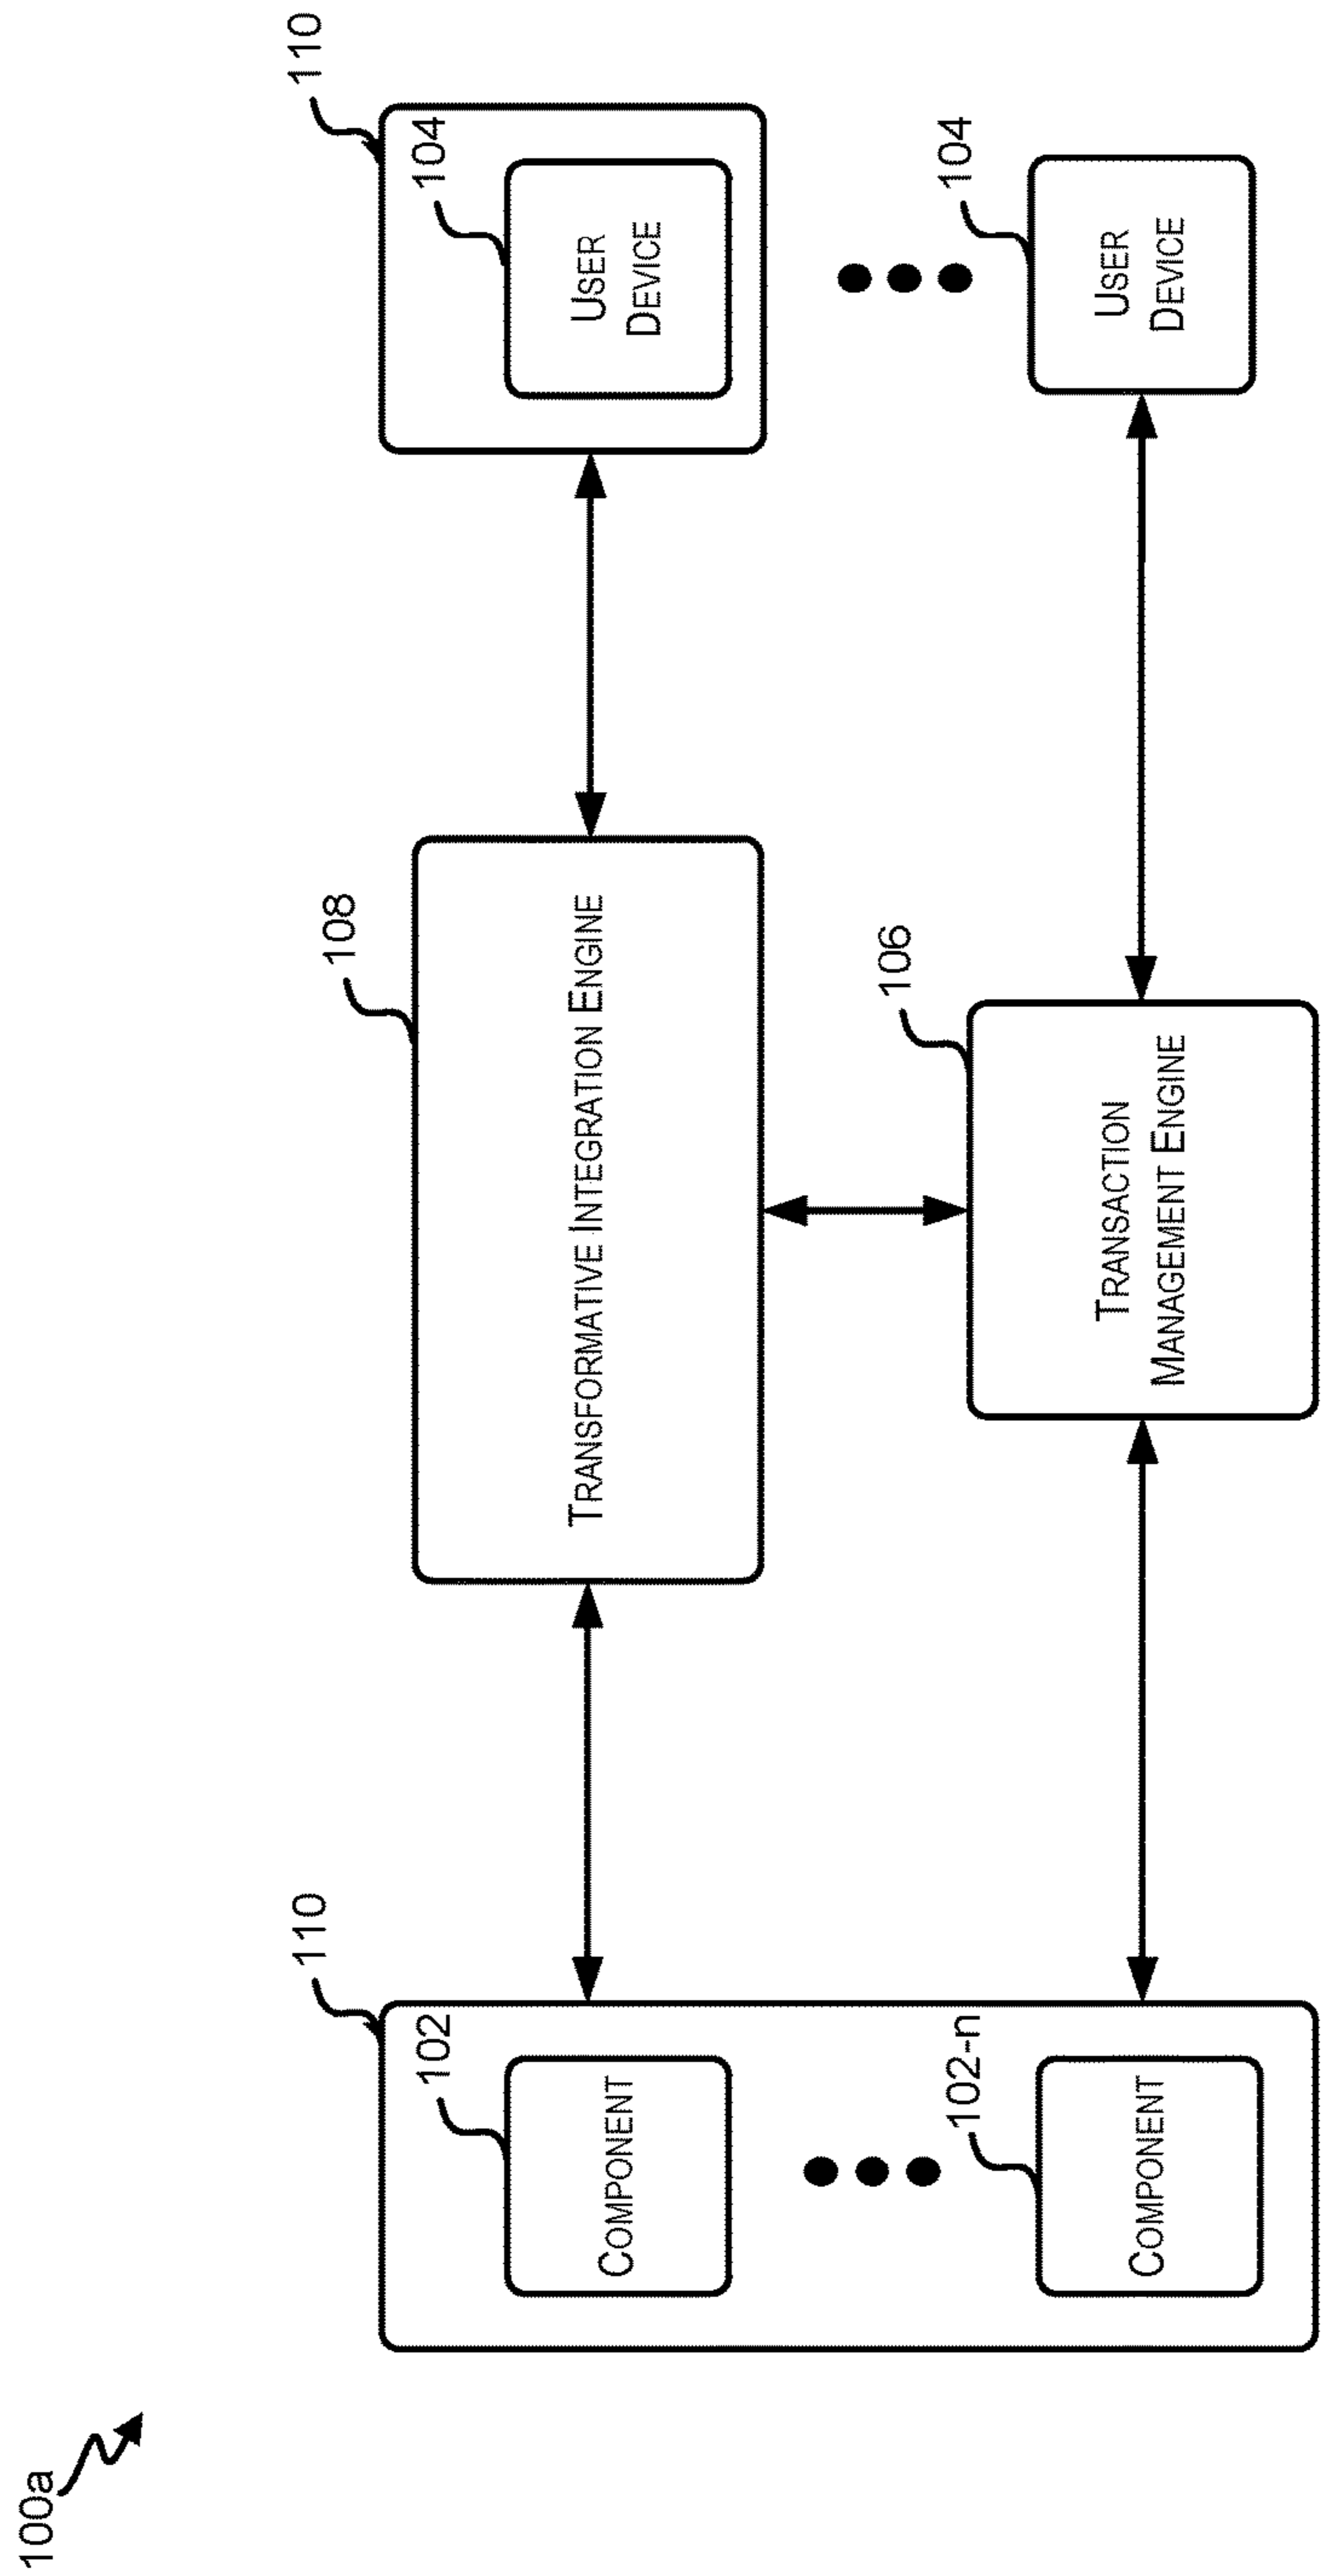 100a
110
102
COMPONENT
102-n
COMPONENT
108
TRANSFORMATIVE INTEGRATION ENGINE
106
TRANSACTION
MANAGEMENT ENGINE
110
104
USER
DEVICE
104
USER
DEVICE